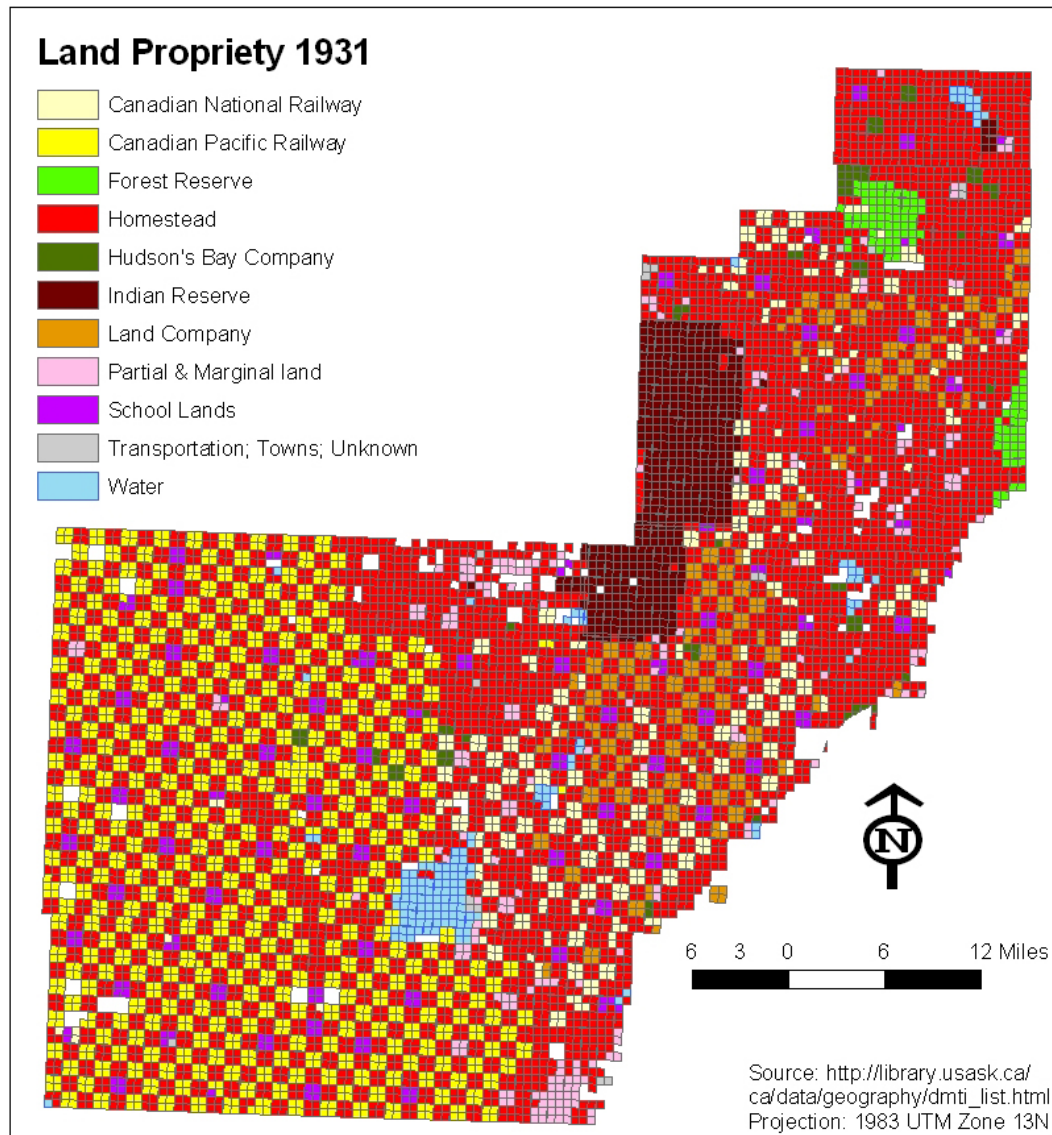 Land Propriety 1931
Canadian National Railway
Canadian Pacific Railway
Forest Reserve
Homestead
Hudson's Bay Company
Indian Reserve
Land Company
Partial & Marginal land
School Lands
Transportation; Towns; Unknown
Water
N
6 3 0 6 12 Miles
Source: http://library.usask.ca/
ca/data/geography/dmti_list.html
Projection: 1983 UTM Zone 13N